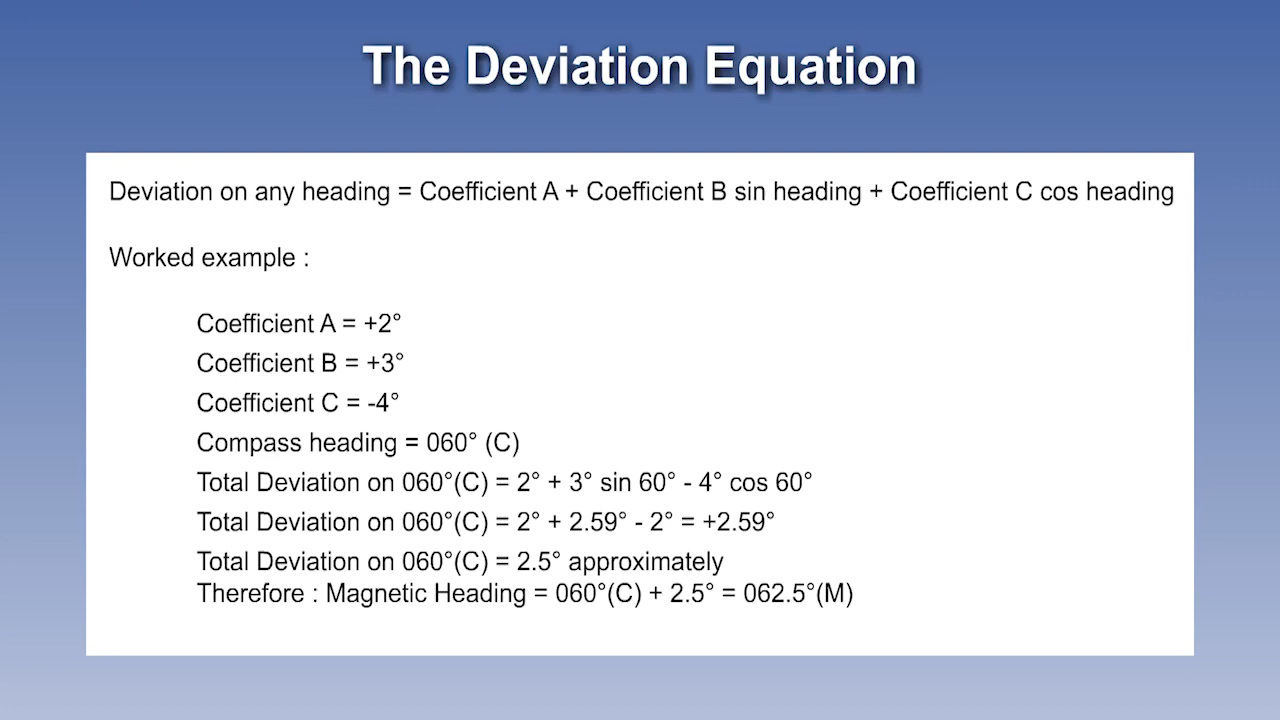 The Deviation Equation
Deviation on any heading = Coefficient A + Coefficient B sin heading + Coefficient C cos heading
Worked example :
Coefficient A = +2°
Coefficient B = +3°
Coefficient C = -4°
Compass heading = 060° (C)
Total Deviation on 060°(C) = 2° + 3° sin 60° - 4° cos 60°
Total Deviation on 060°(C) = 2° + 2.59° - 2° = +2.59°
Total Deviation on 060°(C) = 2.5° approximately
Therefore : Magnetic Heading = 060°(C) + 2.5° = 062.5°(M)